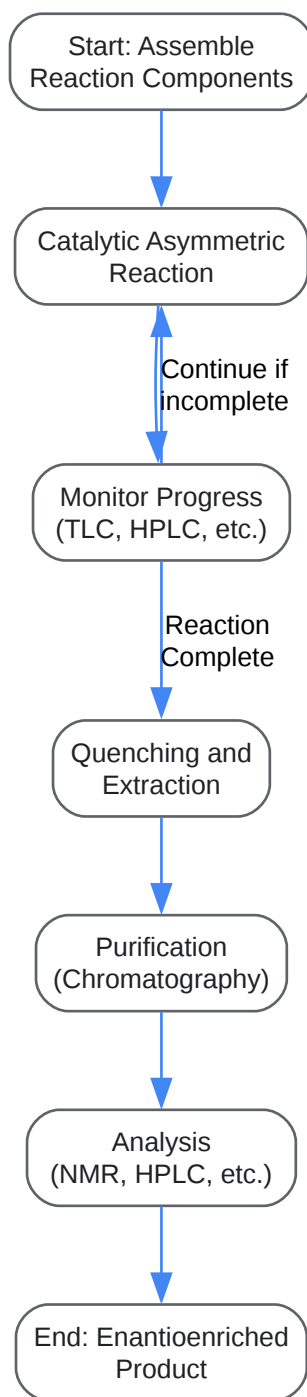 Start: Assemble
Reaction Components
Catalytic Asymmetric
Reaction
Continue if
incomplete
Monitor Progress
(TLC, HPLC, etc.)
Reaction
Complete
Quenching and
Extraction
Purification
(Chromatography)
Analysis
(NMR, HPLC, etc.)
End: Enantioenriched
Product